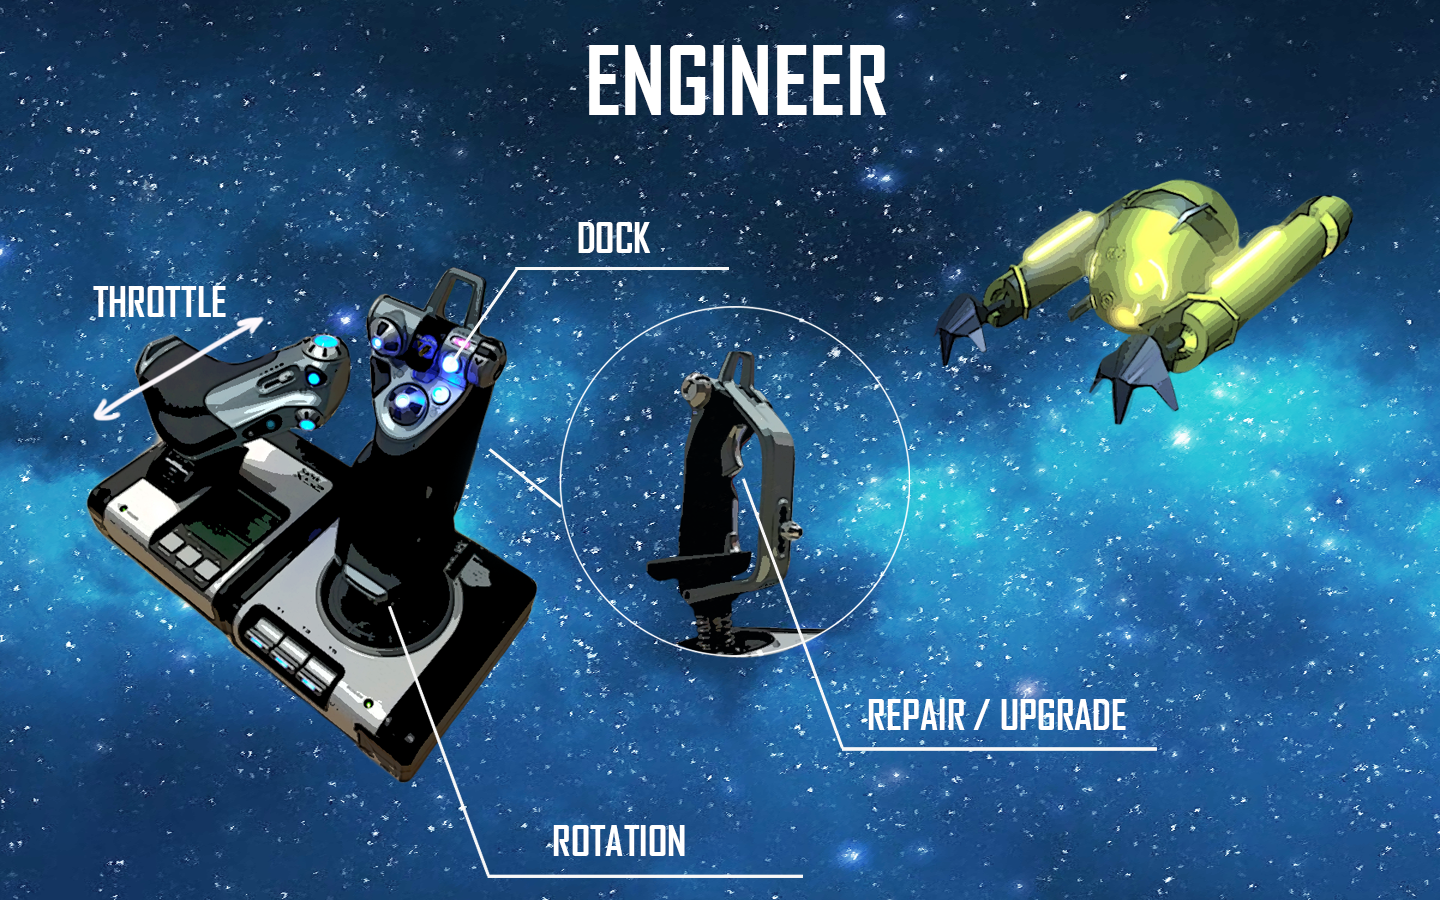 ENGINEER
DOCK
THROTTLE
REPAIR / UPGRADE
ROTATION